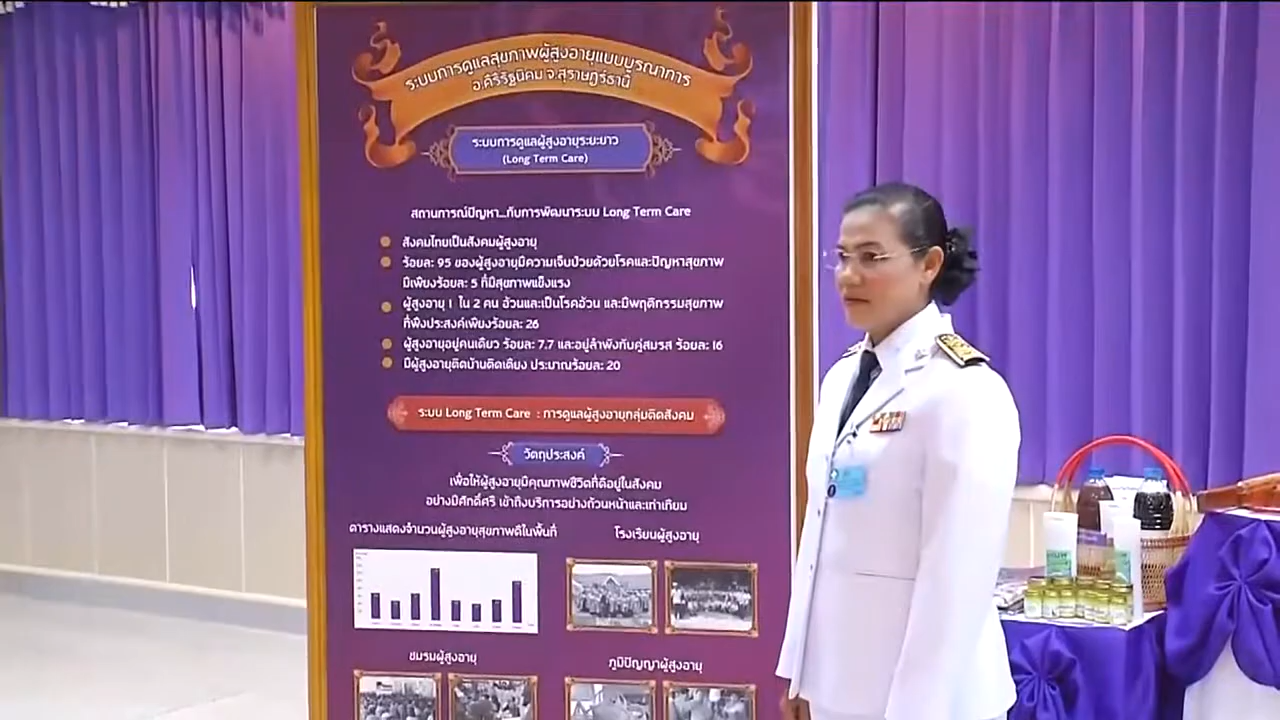 ระบบการดูแลสุขภาพผู้สูงอายุแบบบูรณาการ
อ.คีรีรัฐนิคม จ.สุราษฎร์ธานี
ระบบการดูแลผู้สูงอายุระยะยาว
(Long Term Care)
สถานการณ์ปัญหา...กับการพัฒนาระบบ Long Term Care
สังคมไทยเป็นสังคมผู้สูงอายุ
ร้อยละ 95 ของผู้สูงอายุมีความเจ็บป่วยด้วยโรคและปัญหาสุขภาพ
มีเพียงร้อยละ 5 ที่มีสุขภาพแข็งแรง
ผู้สูงอายุ 1 ใน 2 คน อ้วนและเป็นโรคอ้วน และมีพฤติกรรมสุขภาพ
ที่พึงประสงค์เพียงร้อยละ 26
ผู้สูงอายุอยู่คนเดียว ร้อยละ 7.7 และอยู่ลำพังกับคู่สมรส ร้อยละ 16
มีผู้สูงอายุติดบ้านติดเตียง ประมาณร้อยละ 20
ระบบ Long Term Care : การดูแลผู้สูงอายุกลุ่มติดสังคม
วัตถุประสงค์
เพื่อให้ผู้สูงอายุมีคุณภาพชีวิตที่ดีอยู่ในสังคม
อย่างมีศักดิ์ศรี เข้าถึงบริการอย่างถ้วนหน้าและเท่าเทียม
ตารางแสดงจำนวนผู้สูงอายุสุขภาพดีในพื้นที่
โรงเรียนผู้สูงอายุ
ชมรมผู้สูงอายุ
ภูมิปัญญาผู้สูงอายุ